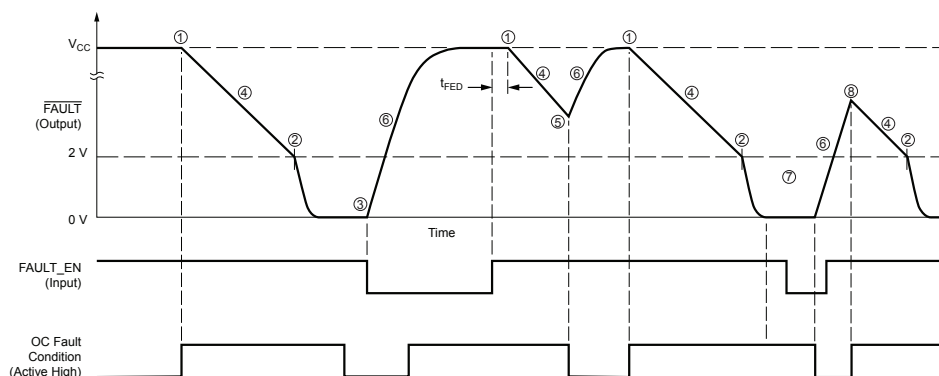 ① ① ①
V_CC
④ ④ ⑥ ④ ⑥ ⑧
t_FED
④
F̅A̅U̅L̅T̅
(Output)
⑤
② ② ⑥ ②
2 V
⑦
③
0 V
Time
FAULT_EN
(Input)
OC Fault
Condition
(Active High)